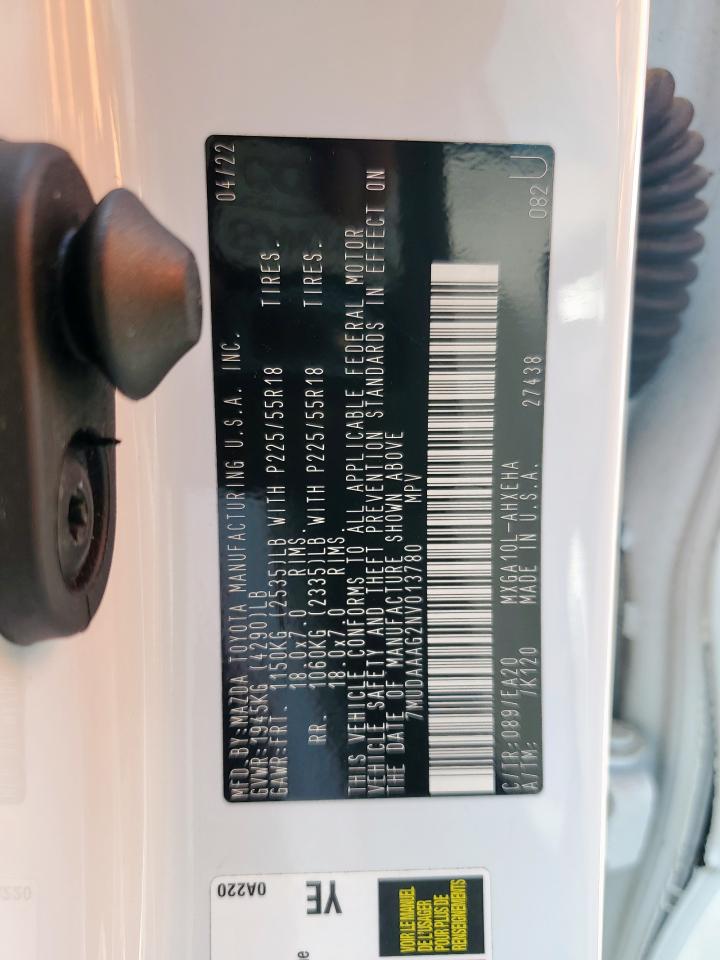 MFD.BY:MAZDA TOYOTA MANUFACTURING U.S.A. INC. 04/22
GVWR:1945KG (4290)LB
GAWR:FRT. 1150KG (2535)LB WITH P225/55R18 TIRES.
18.0x7.0 RIMS.
RR. 1060KG (2335)LB WITH P225/55R18 TIRES.
18.0x7.0 RIMS.
THIS VEHICLE CONFORMS TO ALL APPLICABLE FEDERAL MOTOR
VEHICLE SAFETY AND THEFT PREVENTION STANDARDS IN EFFECT ON
THE DATE OF MANUFACTURE SHOWN ABOVE
7MUDAAAG2NV013780 MPV
C/TR:089/EA20 MXGA10L-AHXEHA 27438 082 U
A/TM: /K120 MADE IN U.S.A.
0A220
YE
VOIR LE MANUEL
DE L'USAGER
POUR PLUS DE
RENSEIGNEMENTS